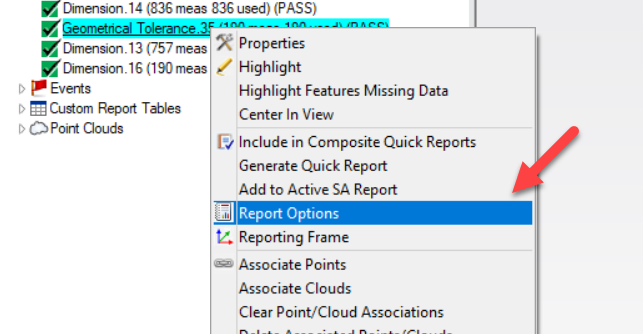 Dimension.14 (836 meas 836 used) (PASS)
Geometrical Tolerance.35 (190 meas 190 used) (PASS)
Dimension.13 (757 meas
Dimension.16 (190 meas
Events
Custom Report Tables
Point Clouds
Properties
Highlight
Highlight Features Missing Data
Center In View
Include in Composite Quick Reports
Generate Quick Report
Add to Active SA Report
Report Options
Reporting Frame
Associate Points
Associate Clouds
Clear Point/Cloud Associations
Delete Associated Points/Clouds